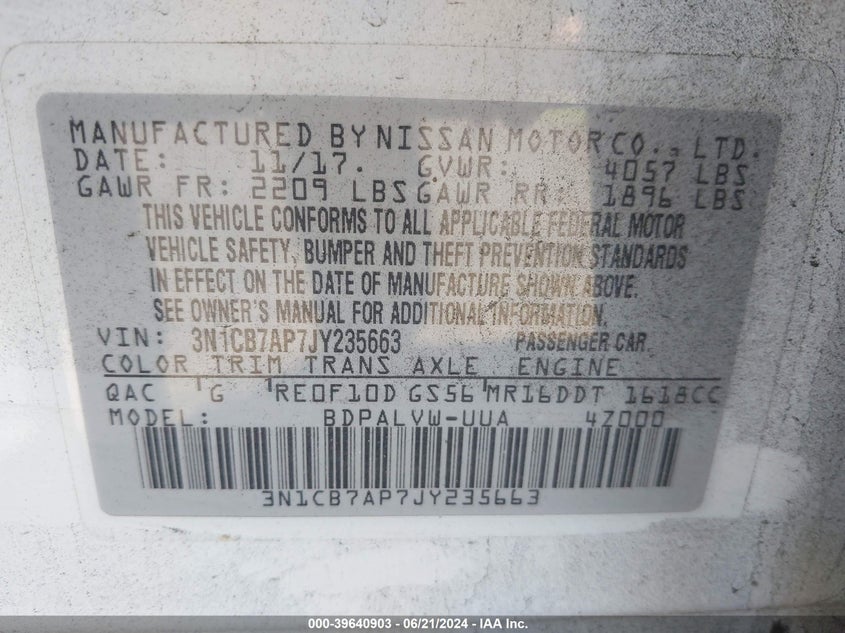 MANUFACTURED BY NISSAN MOTOR CO., LTD.
DATE: 11/17. GVWR: 4057 LBS
GAWR FR: 2209 LBS GAWR RR: 1896 LBS
THIS VEHICLE CONFORMS TO ALL APPLICABLE FEDERAL MOTOR
VEHICLE SAFETY, BUMPER AND THEFT PREVENTION STANDARDS
IN EFFECT ON THE DATE OF MANUFACTURE SHOWN ABOVE.
SEE OWNER'S MANUAL FOR ADDITIONAL INFORMATION.
VIN: 3N1CB7AP7JY235663 PASSENGER CAR
COLOR TRIM TRANS AXLE ENGINE
QAC G RE0F10D GS56 MR16DDT 1618CC
MODEL: BDPALVW-UUA 4Z000
3N1CB7AP7JY235663
000-39640903 - 06/21/2024 - IAA Inc.